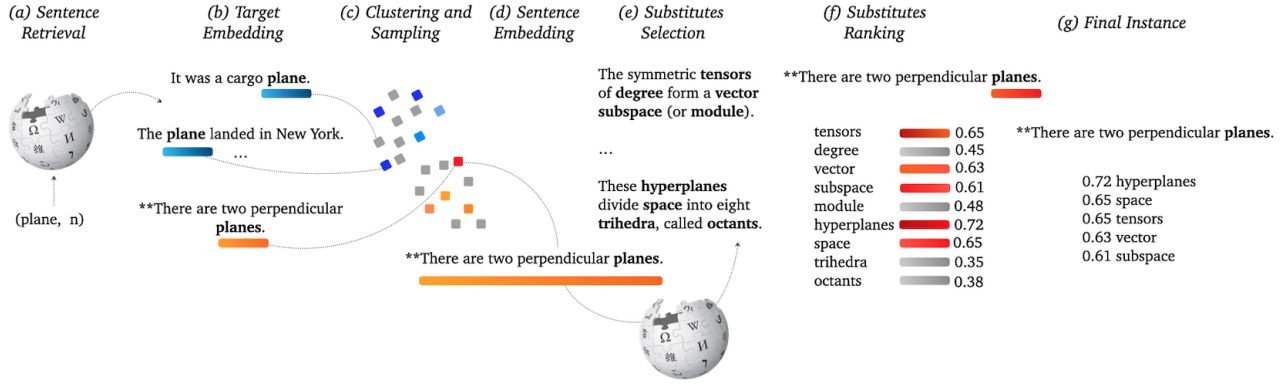 (a) Sentence
Retrieval
(b) Target
Embedding
(c) Clustering and
Sampling
(d) Sentence
Embedding
(e) Substitutes
Selection
(f) Substitutes
Ranking
(g) Final Instance
(plane, n)
It was a cargo plane.
The plane landed in New York.
...
**There are two perpendicular
planes.
**There are two perpendicular planes.
The symmetric tensors
of degree form a vector
subspace (or module).
...
These hyperplanes
divide space into eight
trihedra, called octants.
**There are two perpendicular planes.
tensors 0.65
degree 0.45
vector 0.63
subspace 0.61
module 0.48
hyperplanes 0.72
space 0.65
trihedra 0.35
octants 0.38
**There are two perpendicular planes.
0.72 hyperplanes
0.65 space
0.65 tensors
0.63 vector
0.61 subspace